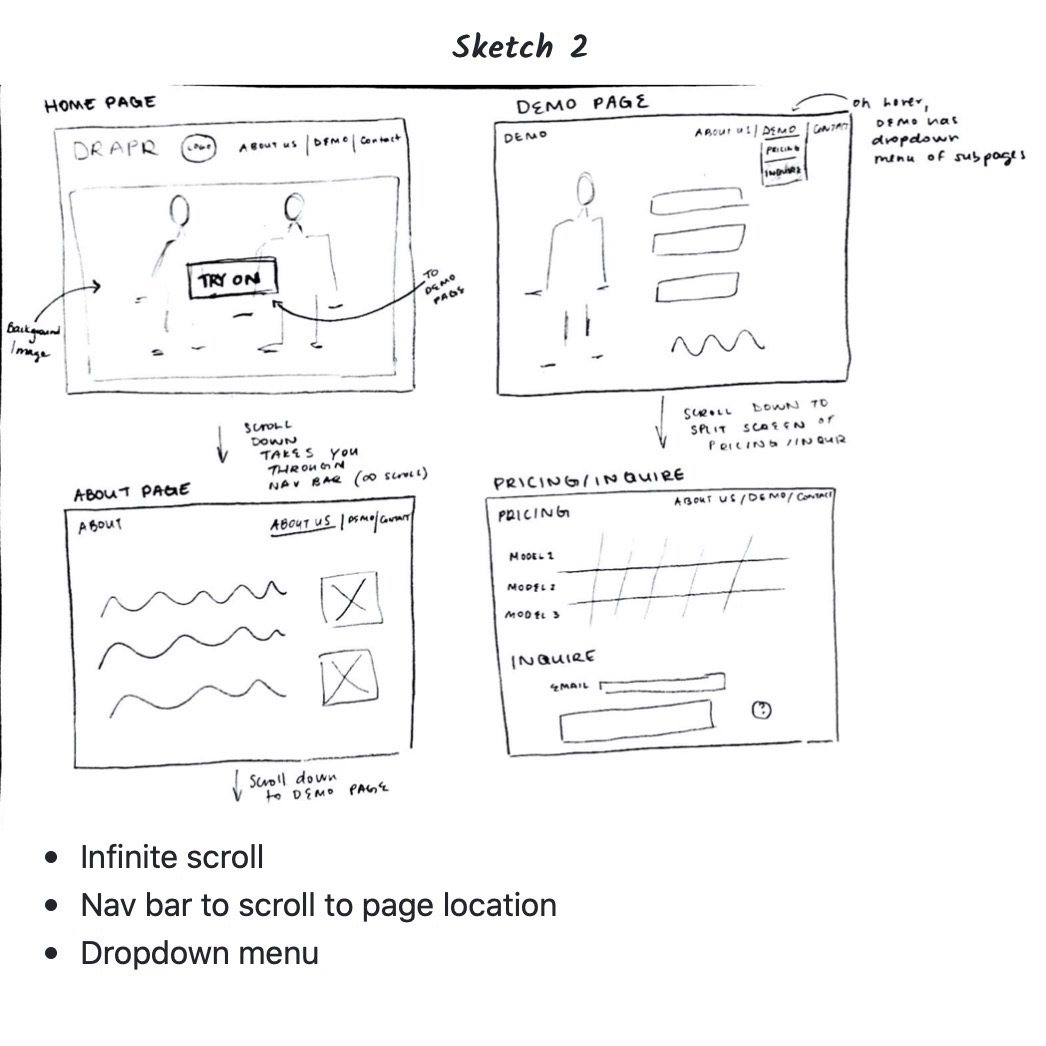 Sketch 2
HOME PAGE
DRAPR LOGO ABOUT US | DEMO | Contact
TRY ON
Background
Image
TO
DEMO
PAGE
SCROLL
DOWN
TAKES YOU
THROUGH
NAV BAR (∞ SCROLL)
ABOUT PAGE
ABOUT ABOUT US | DEMO | CONTACT
Scroll down
to DEMO PAGE
DEMO PAGE
DEMO ABOUT US | DEMO | CONTACT
PRICING
INQUIRE
on hover,
DEMO has
dropdown
menu of subpages
SCROLL DOWN TO
SPLIT SCREEN OF
PRICING/INQUIR
PRICING/INQUIRE
PRICING ABOUT US / DEMO / CONTACT
MODEL 1
MODEL 2
MODEL 3
INQUIRE
EMAIL
?
• Infinite scroll
• Nav bar to scroll to page location
• Dropdown menu